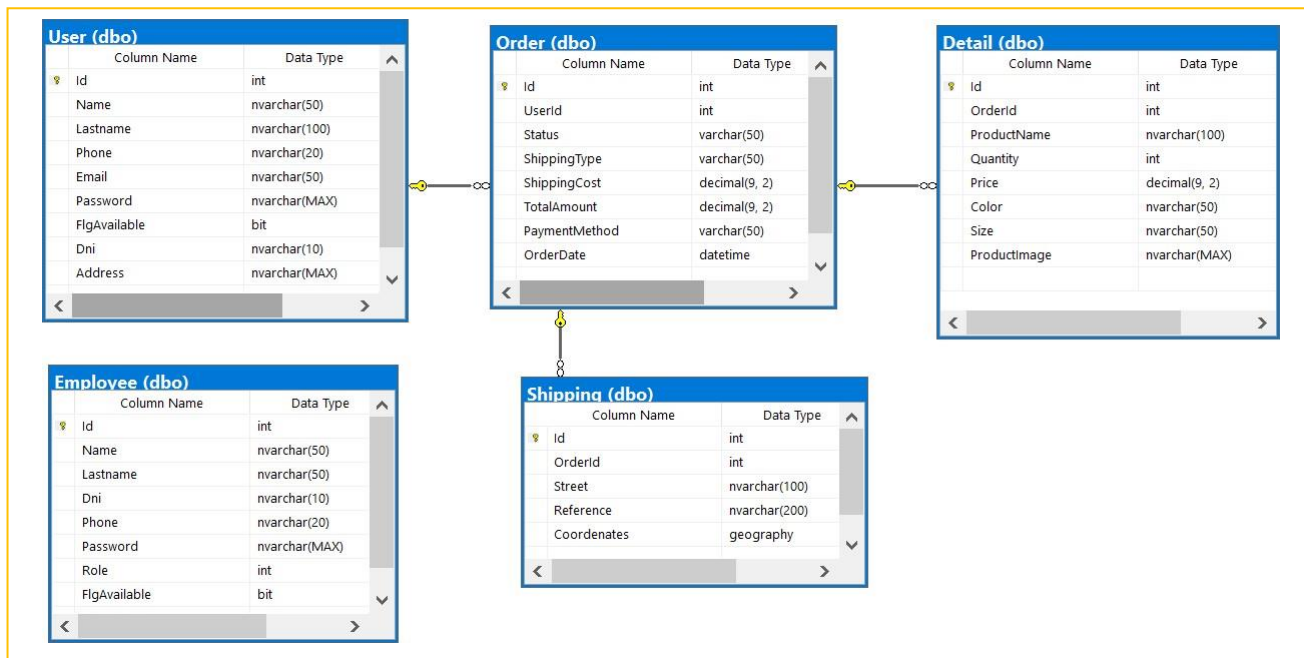 User (dbo)
Column Name Data Type
Id int
Name nvarchar(50)
Lastname nvarchar(100)
Phone nvarchar(20)
Email nvarchar(50)
Password nvarchar(MAX)
FlgAvailable bit
Dni nvarchar(10)
Address nvarchar(MAX)
Order (dbo)
Column Name Data Type
Id int
UserId int
Status varchar(50)
ShippingType varchar(50)
ShippingCost decimal(9, 2)
TotalAmount decimal(9, 2)
PaymentMethod varchar(50)
OrderDate datetime
Detail (dbo)
Column Name Data Type
Id int
OrderId int
ProductName nvarchar(100)
Quantity int
Price decimal(9, 2)
Color nvarchar(50)
Size nvarchar(50)
ProductImage nvarchar(MAX)
Employee (dbo)
Column Name Data Type
Id int
Name nvarchar(50)
Lastname nvarchar(50)
Dni nvarchar(10)
Phone nvarchar(20)
Password nvarchar(MAX)
Role int
FlgAvailable bit
Shipping (dbo)
Column Name Data Type
Id int
OrderId int
Street nvarchar(100)
Reference nvarchar(200)
Coordenates geography